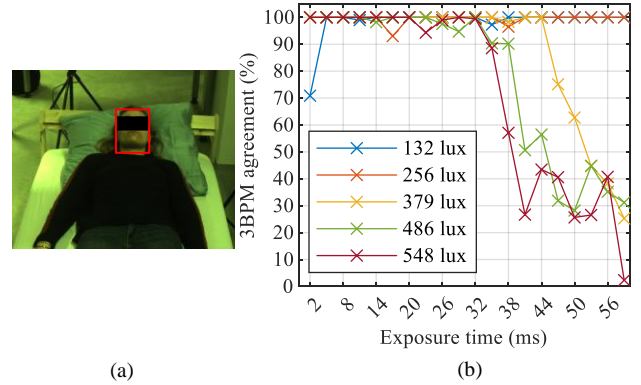 3BPM agreement (%)
100
90
80
70
60
50
40
30
20
10
0
132 lux
256 lux
379 lux
486 lux
548 lux
2 8 14 20 26 32 38 44 50 56
Exposure time (ms)
(a) (b)